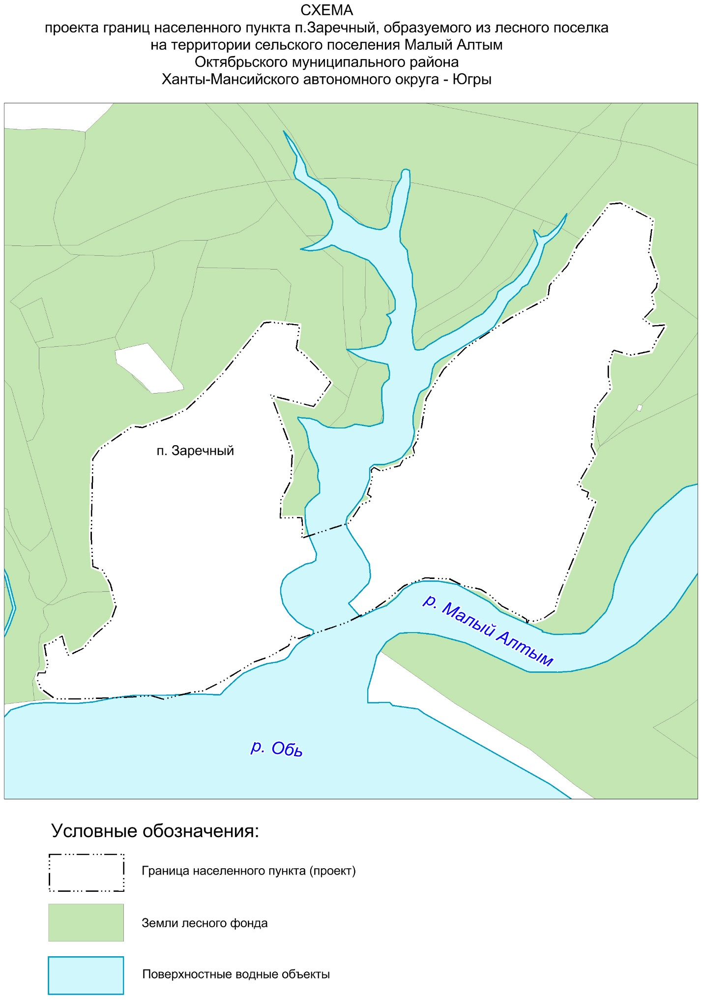 СХЕМА
проекта границ населенного пункта п.Заречный, образуемого из лесного поселка
на территории сельского поселения Малый Алтым
Октябрьского муниципального района
Ханты-Мансийского автономного округа - Югры
п. Заречный
р. Малый Алтым
р. Обь
Условные обозначения:
Граница населенного пункта (проект)
Земли лесного фонда
Поверхностные водные объекты